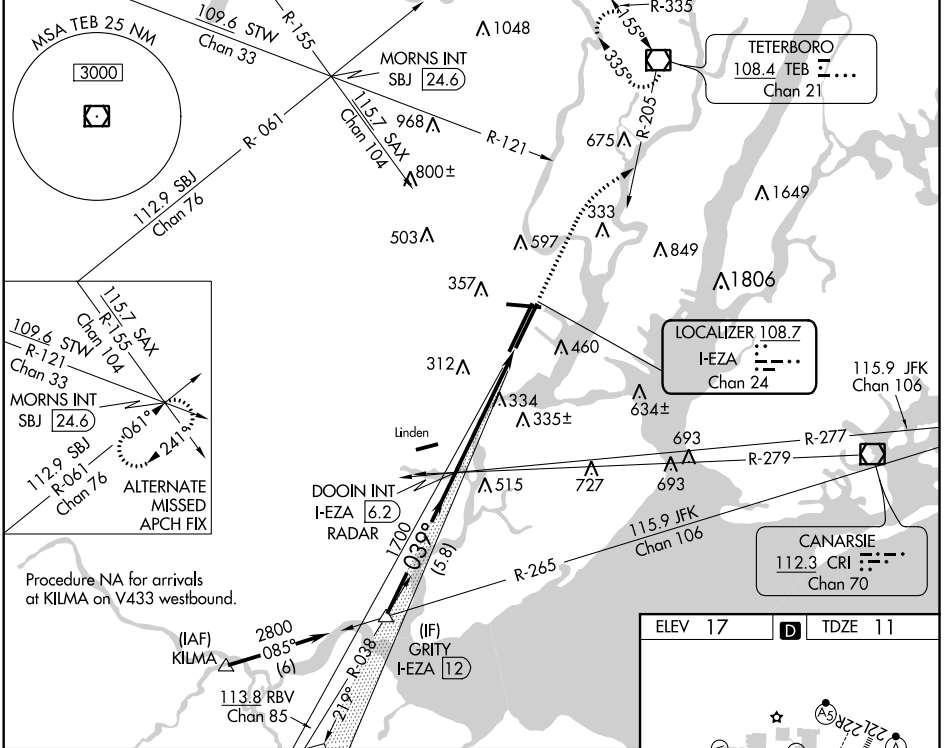 109.6 STW
Chan 33
R-155
R-335
155°
335°
1048
MSA TEB 25 NM
3000
MORNS INT
SBJ 24.6
TETERBORO
108.4 TEB
Chan 21
115.7 SAX
Chan 104
R-061
968
R-121
675
R-205
800±
1649
112.9 SBJ
Chan 76
503
597
333
849
357
1806
115.7 SAX
R-155
Chan 104
109.6 STW
R-121
Chan 33
MORNS INT
SBJ 24.6
061°
241°
112.9 SBJ
R-061
Chan 76
ALTERNATE
MISSED
APCH FIX
LOCALIZER 108.7
I-EZA
Chan 24
460
312
334
335±
634±
115.9 JFK
Chan 106
Linden
693
R-277
R-279
DOOIN INT
I-EZA 6.2
RADAR
515
727
693
1700
039°
(5.8)
115.9 JFK
Chan 106
R-265
CANARSIE
112.3 CRI
Chan 70
Procedure NA for arrivals
at KILMA on V433 westbound.
(IAF)
KILMA
2800
085°
(6)
(IF)
GRITY
I-EZA 12
R-038
219°
113.8 RBV
Chan 85
ELEV 17
D
TDZE 11
A5
22L
22R
A